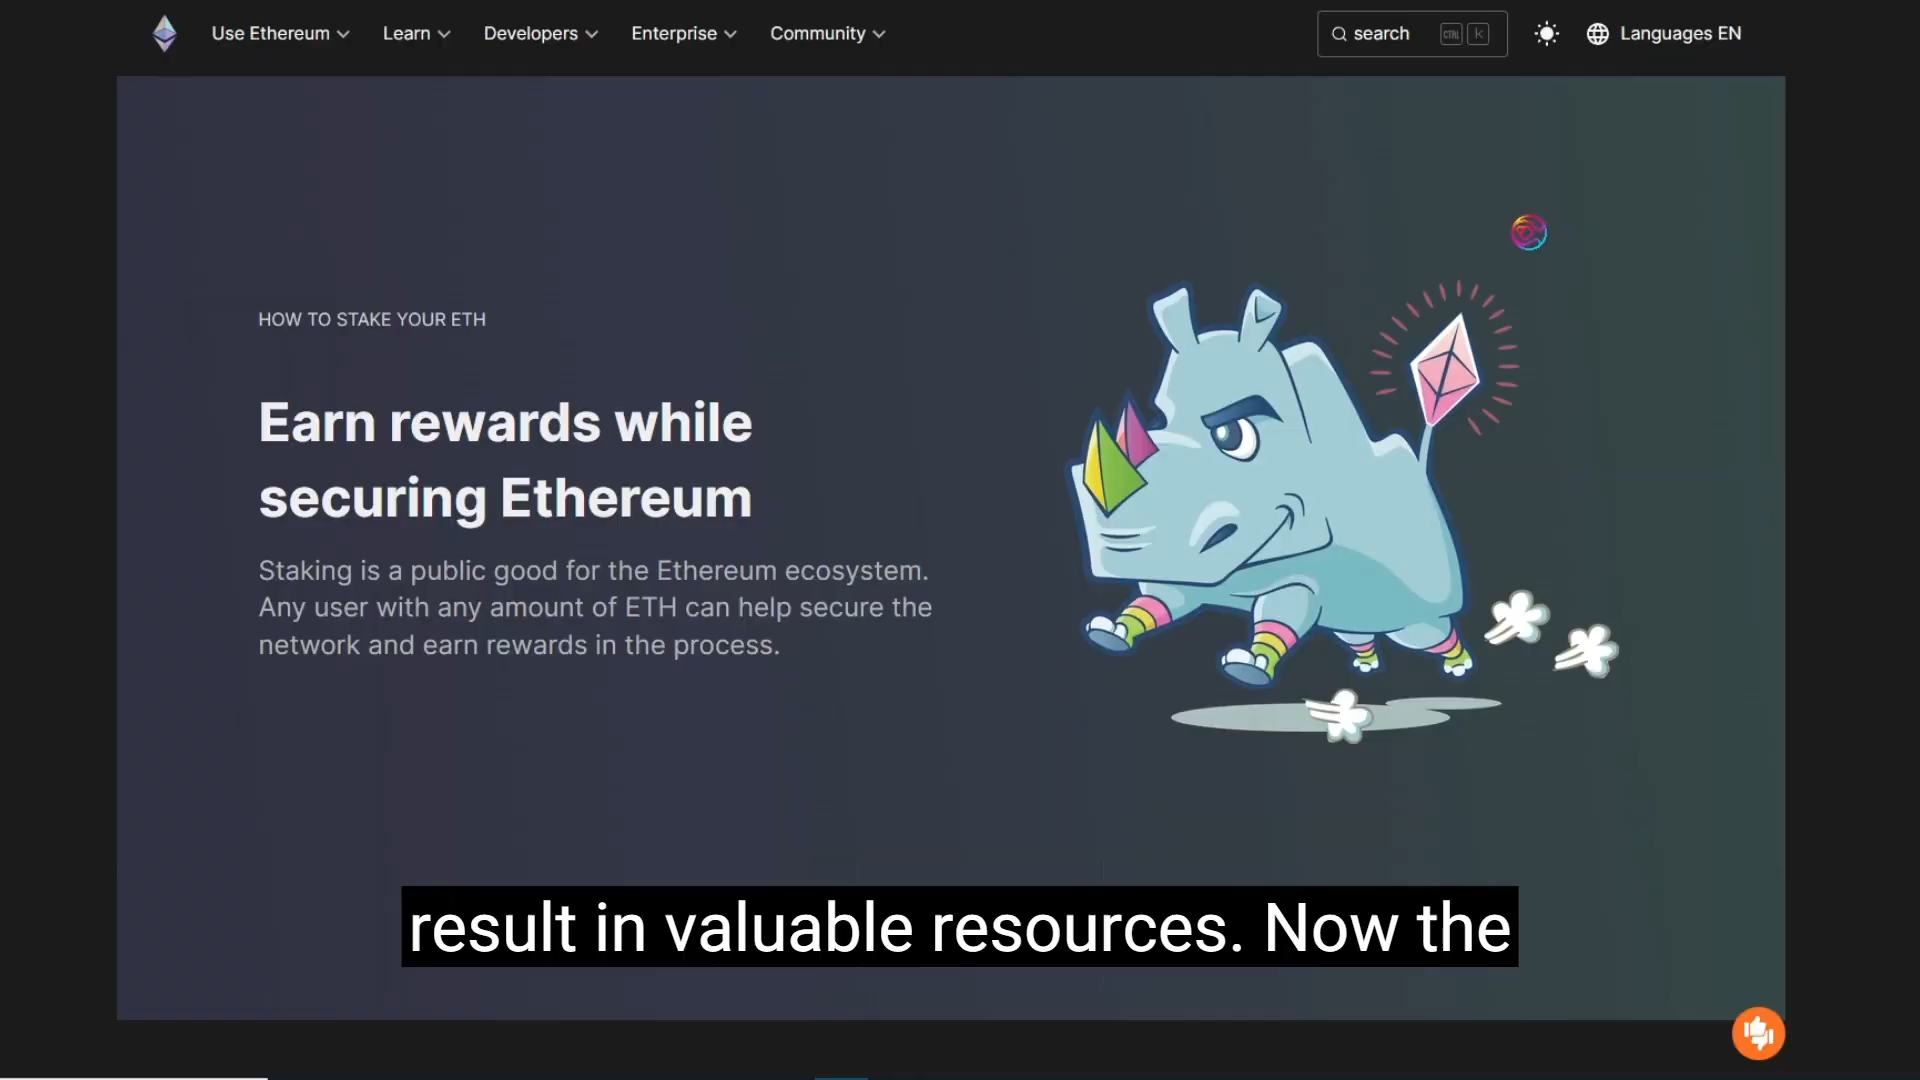 Use Ethereum
Learn
Developers
Enterprise
Community
search
CTRL
K
Languages EN
HOW TO STAKE YOUR ETH
Earn rewards while
securing Ethereum
Staking is a public good for the Ethereum ecosystem.
Any user with any amount of ETH can help secure the
network and earn rewards in the process.
result in valuable resources. Now the